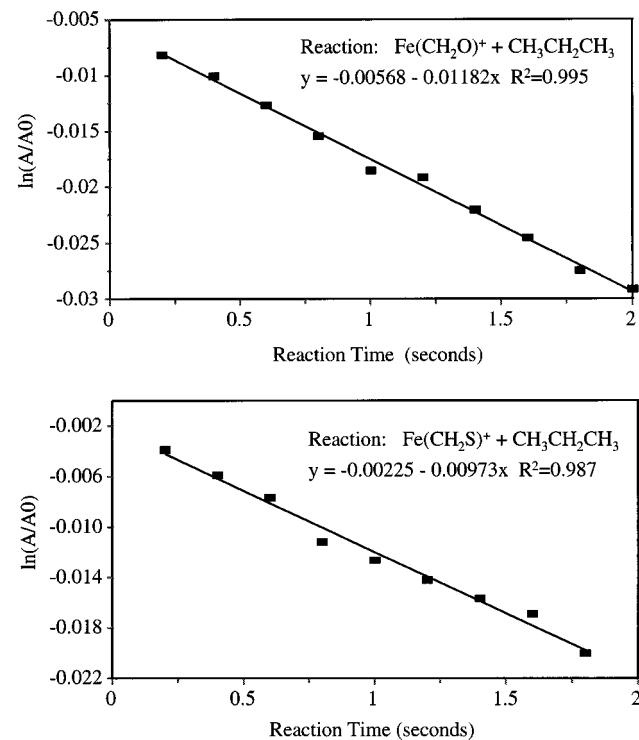 -0.005
-0.01
-0.015
-0.02
-0.025
-0.03
ln(A/A0)
Reaction: Fe(CH₂O)⁺ + CH₃CH₂CH₃
y = -0.00568 - 0.01182x R²=0.995
0 0.5 1 1.5 2
Reaction Time (seconds)
-0.002
-0.006
-0.010
-0.014
-0.018
-0.022
ln(A/A0)
Reaction: Fe(CH₂S)⁺ + CH₃CH₂CH₃
y = -0.00225 - 0.00973x R²=0.987
0 0.5 1 1.5 2
Reaction Time (seconds)